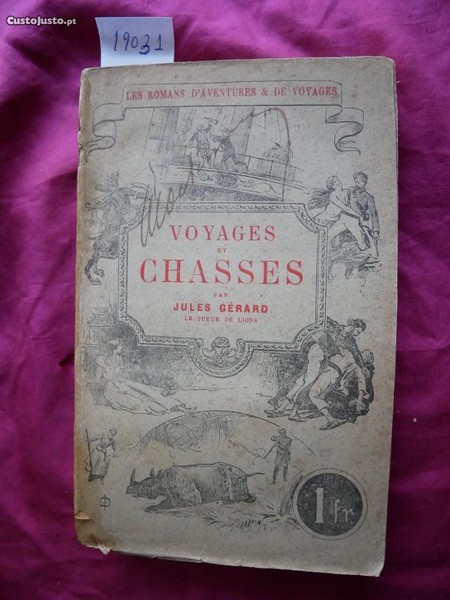 CustoJusto.pt
19031
LES ROMANS D'AVENTURES & DE VOYAGES
VOYAGES
ET
CHASSES
PAR
JULES GÉRARD
LE TUEUR DE LIONS
1 Fr.